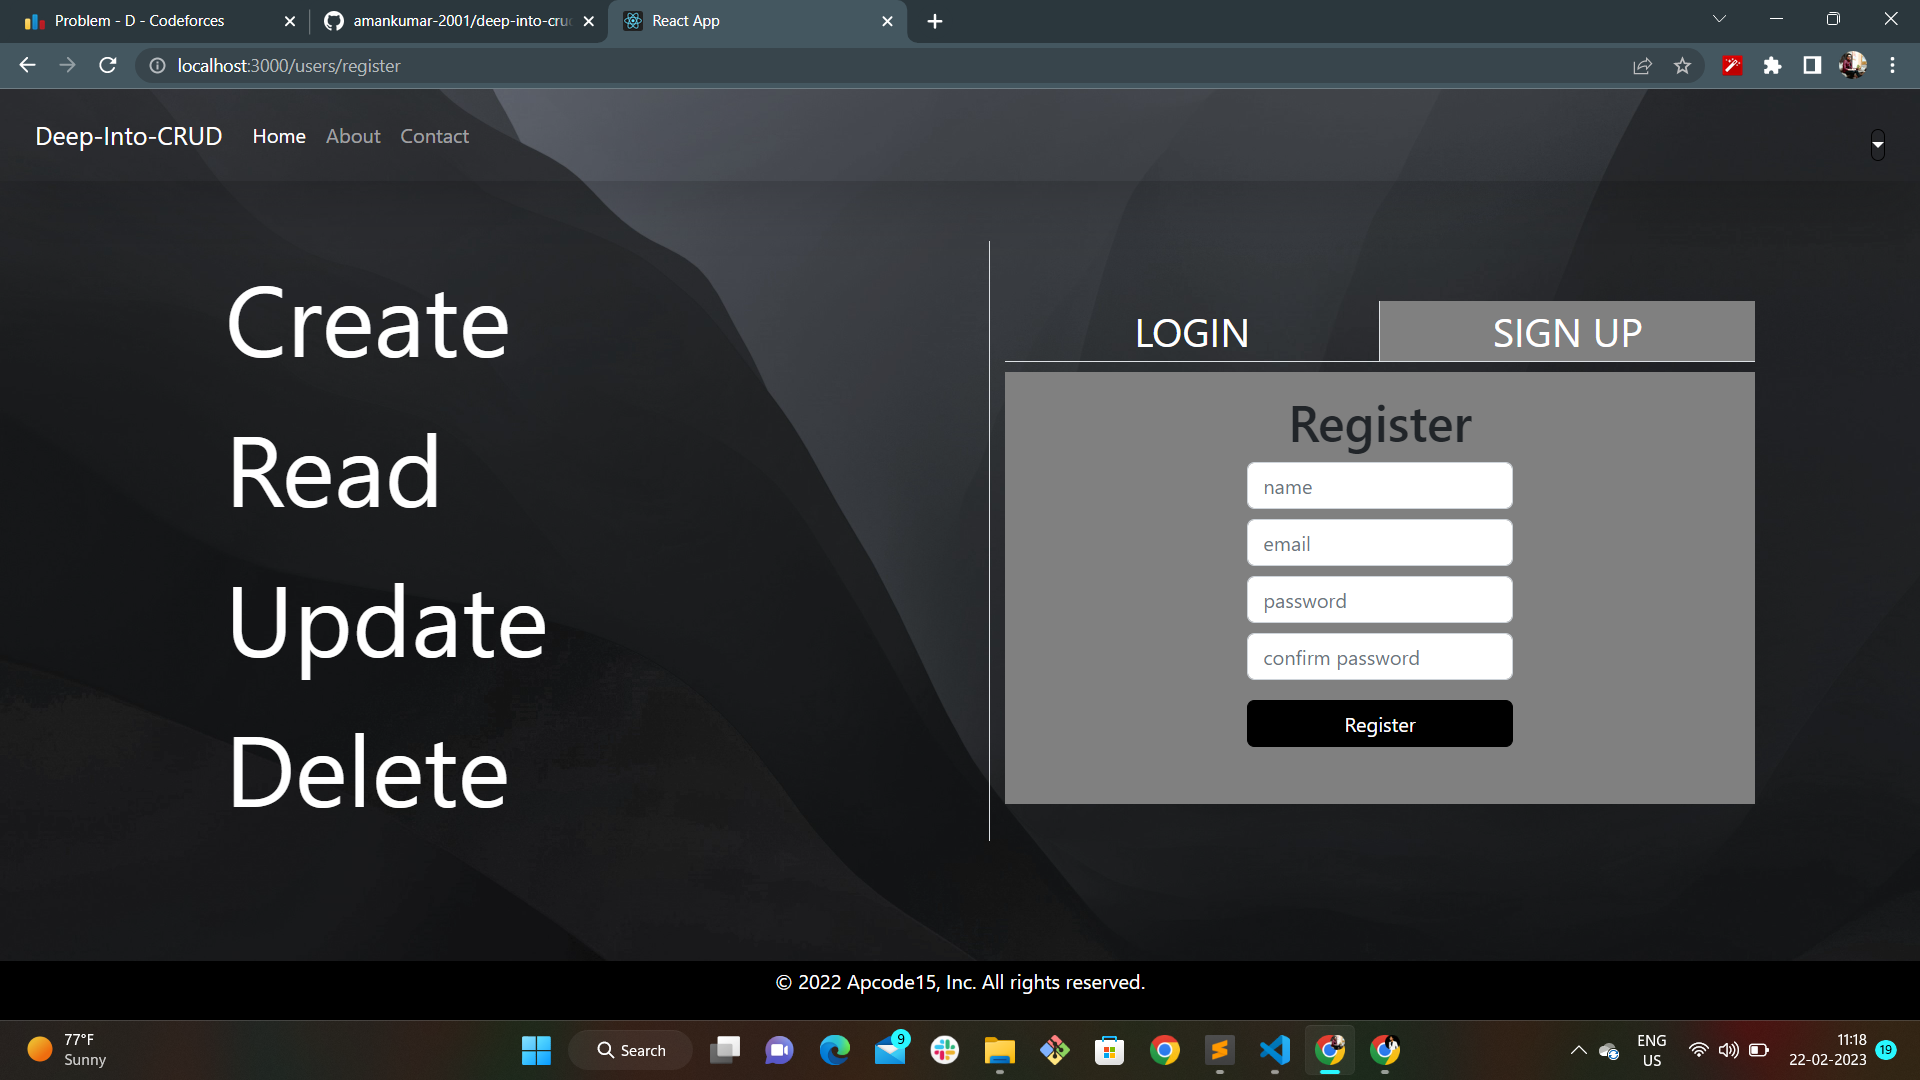 Problem - D - Codeforces
amankumar-2001/deep-into-cru
React App
localhost:3000/users/register
Deep-Into-CRUD Home About Contact
Create
Read
Update
Delete
LOGIN SIGN UP
Register
name
email
password
confirm password
Register
© 2022 Apcode15, Inc. All rights reserved.
77°F
Sunny
Search
9
ENG
US
11:18
22-02-2023
19